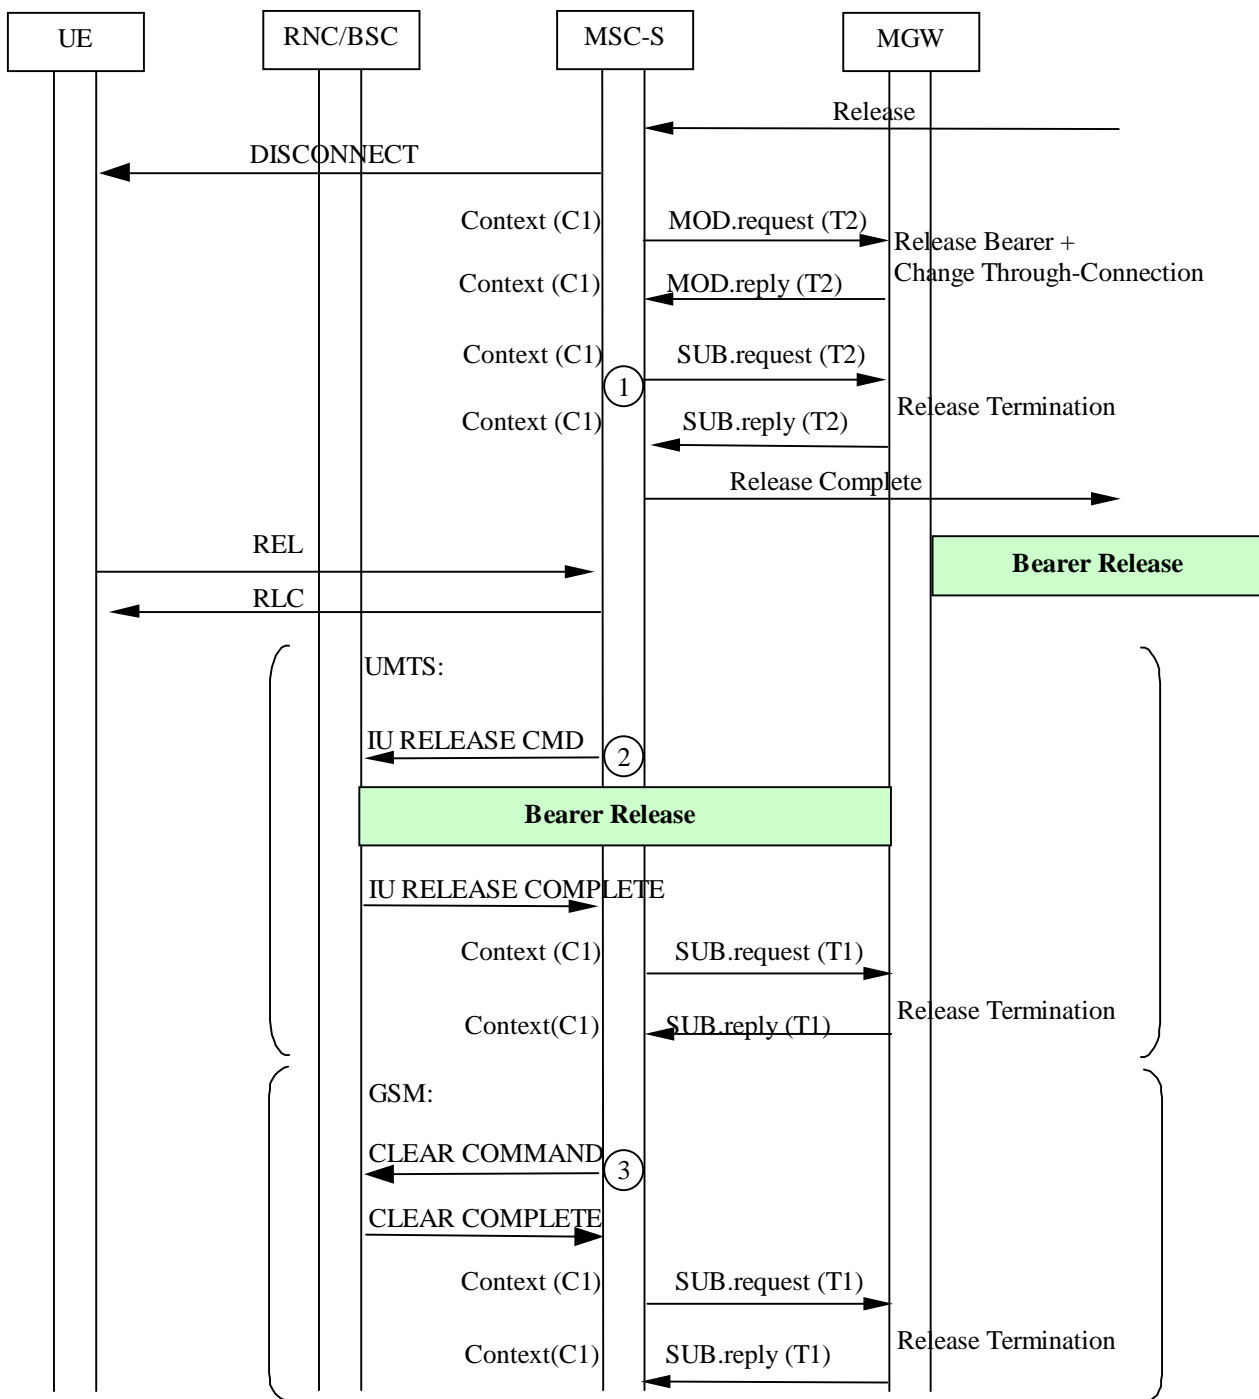 UE
RNC/BSC
MSC-S
MGW
Release
DISCONNECT
Context (C1)
MOD.request (T2)
Release Bearer +
Change Through-Connection
Context (C1)
MOD.reply (T2)
Context (C1)
SUB.request (T2)
1
Release Termination
Context (C1)
SUB.reply (T2)
Release Complete
REL
Bearer Release
RLC
UMTS:
IU RELEASE CMD
2
Bearer Release
IU RELEASE COMPLETE
Context (C1)
SUB.request (T1)
Release Termination
Context(C1)
SUB.reply (T1)
GSM:
CLEAR COMMAND
3
CLEAR COMPLETE
Context (C1)
SUB.request (T1)
Release Termination
Context(C1)
SUB.reply (T1)